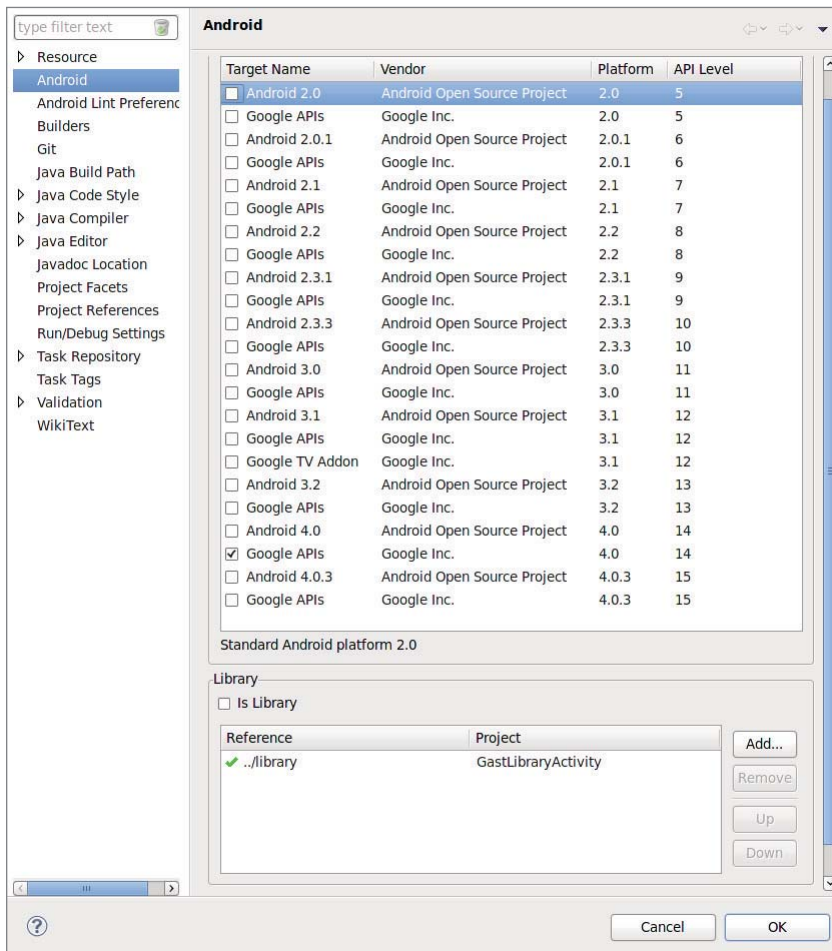 type filter text
Resource
Android
Android Lint Preferenc
Builders
Git
Java Build Path
Java Code Style
Java Compiler
Java Editor
Javadoc Location
Project Facets
Project References
Run/Debug Settings
Task Repository
Task Tags
Validation
WikiText
Android
Target Name Vendor Platform API Level
Android 2.0 Android Open Source Project 2.0 5
Google APIs Google Inc. 2.0 5
Android 2.0.1 Android Open Source Project 2.0.1 6
Google APIs Google Inc. 2.0.1 6
Android 2.1 Android Open Source Project 2.1 7
Google APIs Google Inc. 2.1 7
Android 2.2 Android Open Source Project 2.2 8
Google APIs Google Inc. 2.2 8
Android 2.3.1 Android Open Source Project 2.3.1 9
Google APIs Google Inc. 2.3.1 9
Android 2.3.3 Android Open Source Project 2.3.3 10
Google APIs Google Inc. 2.3.3 10
Android 3.0 Android Open Source Project 3.0 11
Google APIs Google Inc. 3.0 11
Android 3.1 Android Open Source Project 3.1 12
Google APIs Google Inc. 3.1 12
Google TV Addon Google Inc. 3.1 12
Android 3.2 Android Open Source Project 3.2 13
Google APIs Google Inc. 3.2 13
Android 4.0 Android Open Source Project 4.0 14
Google APIs Google Inc. 4.0 14
Android 4.0.3 Android Open Source Project 4.0.3 15
Google APIs Google Inc. 4.0.3 15
Standard Android platform 2.0
Library
Is Library
Reference Project
../library GastLibraryActivity
Add...
Remove
Up
Down
?
Cancel OK